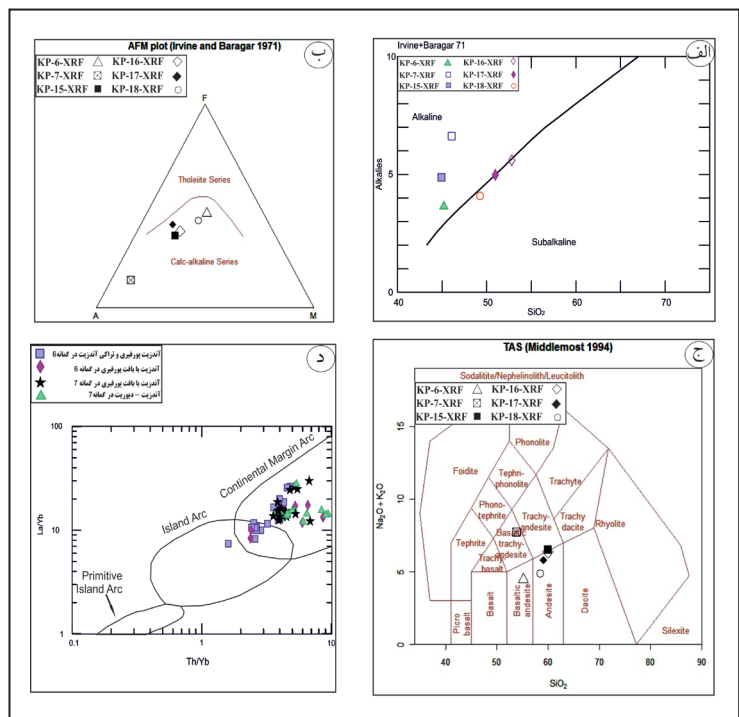 AFM plot (Irvine and Baragar 1971)
ب
KP-6-XRF
KP-16-XRF
KP-7-XRF
KP-17-XRF
KP-15-XRF
KP-18-XRF
F
Tholeiite Series
Calc-alkaline Series
A
M
Irvine+Baragar 71
الف
KP-6-XRF
KP-16-XRF
KP-7-XRF
KP-17-XRF
KP-15-XRF
KP-18-XRF
Alkaline
Subalkaline
Alkalies
10
5
0
40
50
60
70
SiO₂
د
آندزیت پورفیری و تراکی آندزیت در گمانه6
آندزیت با بافت پورفیری در گمانه 6
آندزیت با بافت پورفیری در گمانه 7
آندزیت – دیوریت در گمانه7
La/Yb
100
10
1
Continental Margin Arc
Island Arc
Primitive
Island Arc
0.1
1
10
Th/Yb
TAS (Middlemost 1994)
ج
Sodalitite/Nephelinolith/Leucitolith
KP-6-XRF
KP-16-XRF
KP-7-XRF
KP-17-XRF
KP-15-XRF
KP-18-XRF
Na₂O + K₂O
15
10
5
0
Phonolite
Foidite
Tephri-
phonolite
Trachyte
Phono-
tephrite
Trachy-
andesite
Trachy
dacite
Rhyolite
Tephrite
Basaltic
trachy-
andesite
Trachy
basalt
Picro
basalt
Basalt
Basaltic
andesite
Andesite
Dacite
Silexite
40
50
60
70
80
90
SiO₂